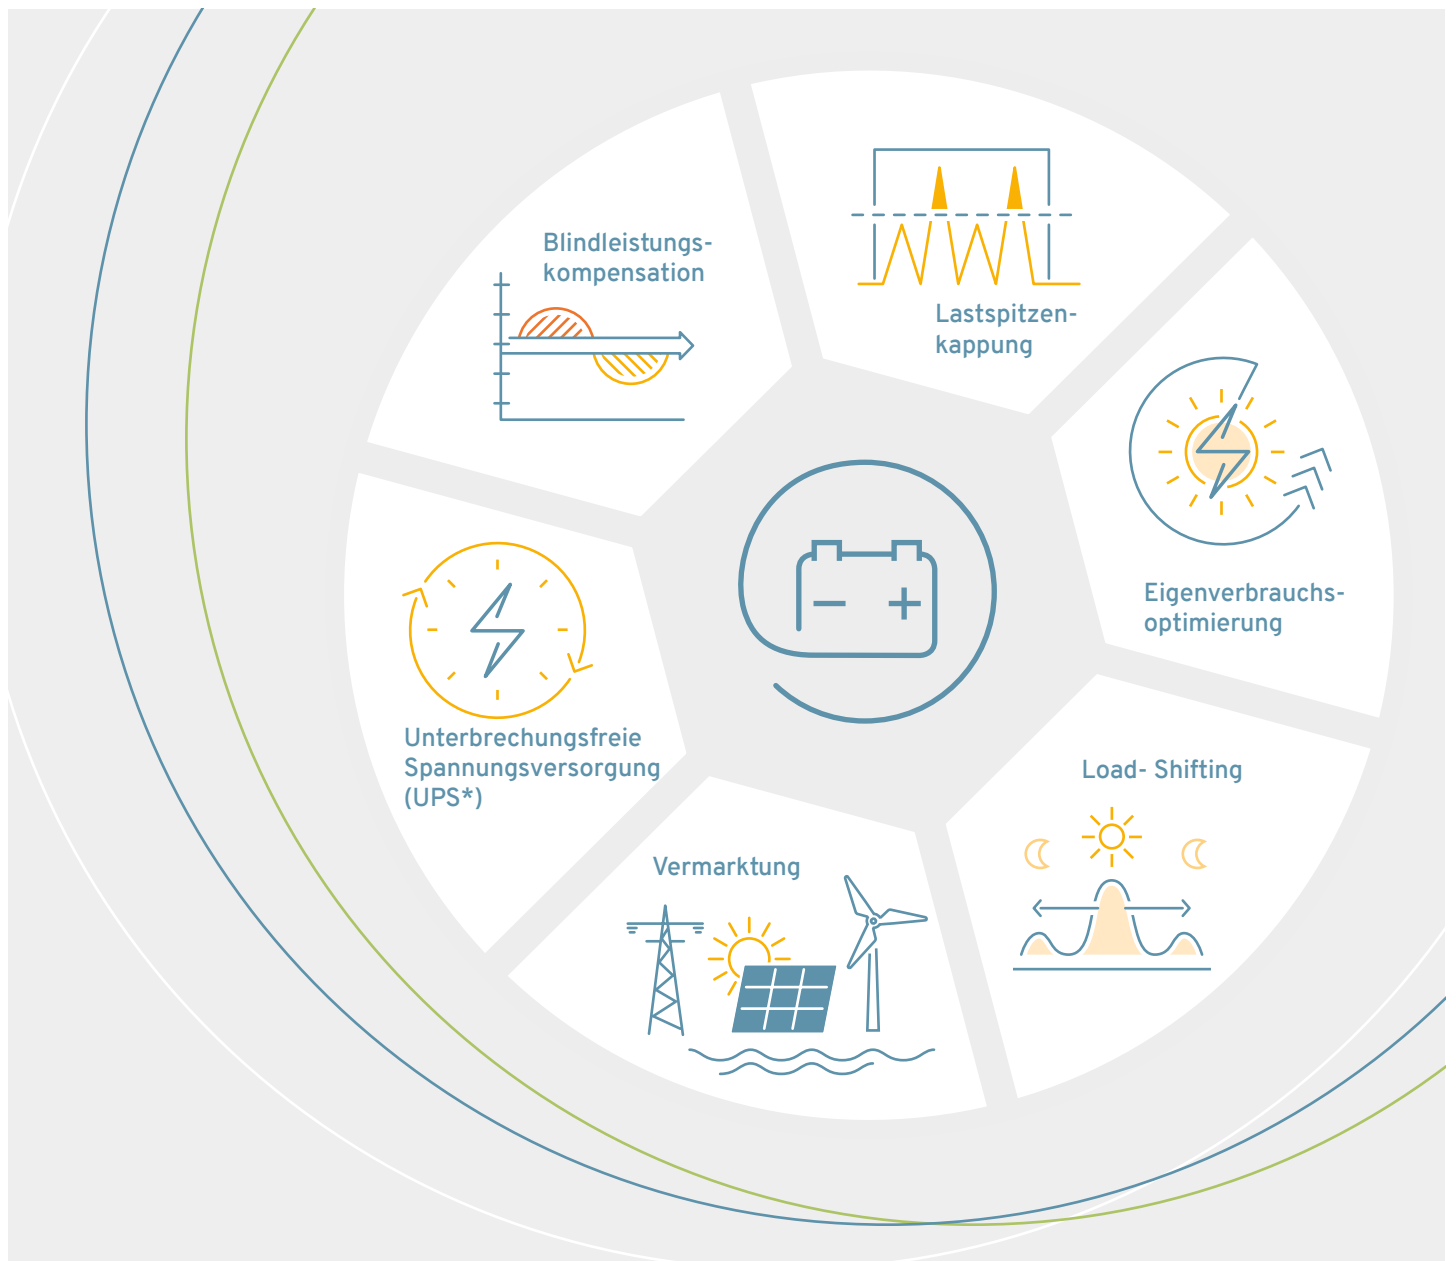 Blindleistungs-
kompensation
Lastspitzen-
kappung
Eigenverbrauchs-
optimierung
Load- Shifting
Vermarktung
Unterbrechungsfreie
Spannungsversorgung
(UPS*)